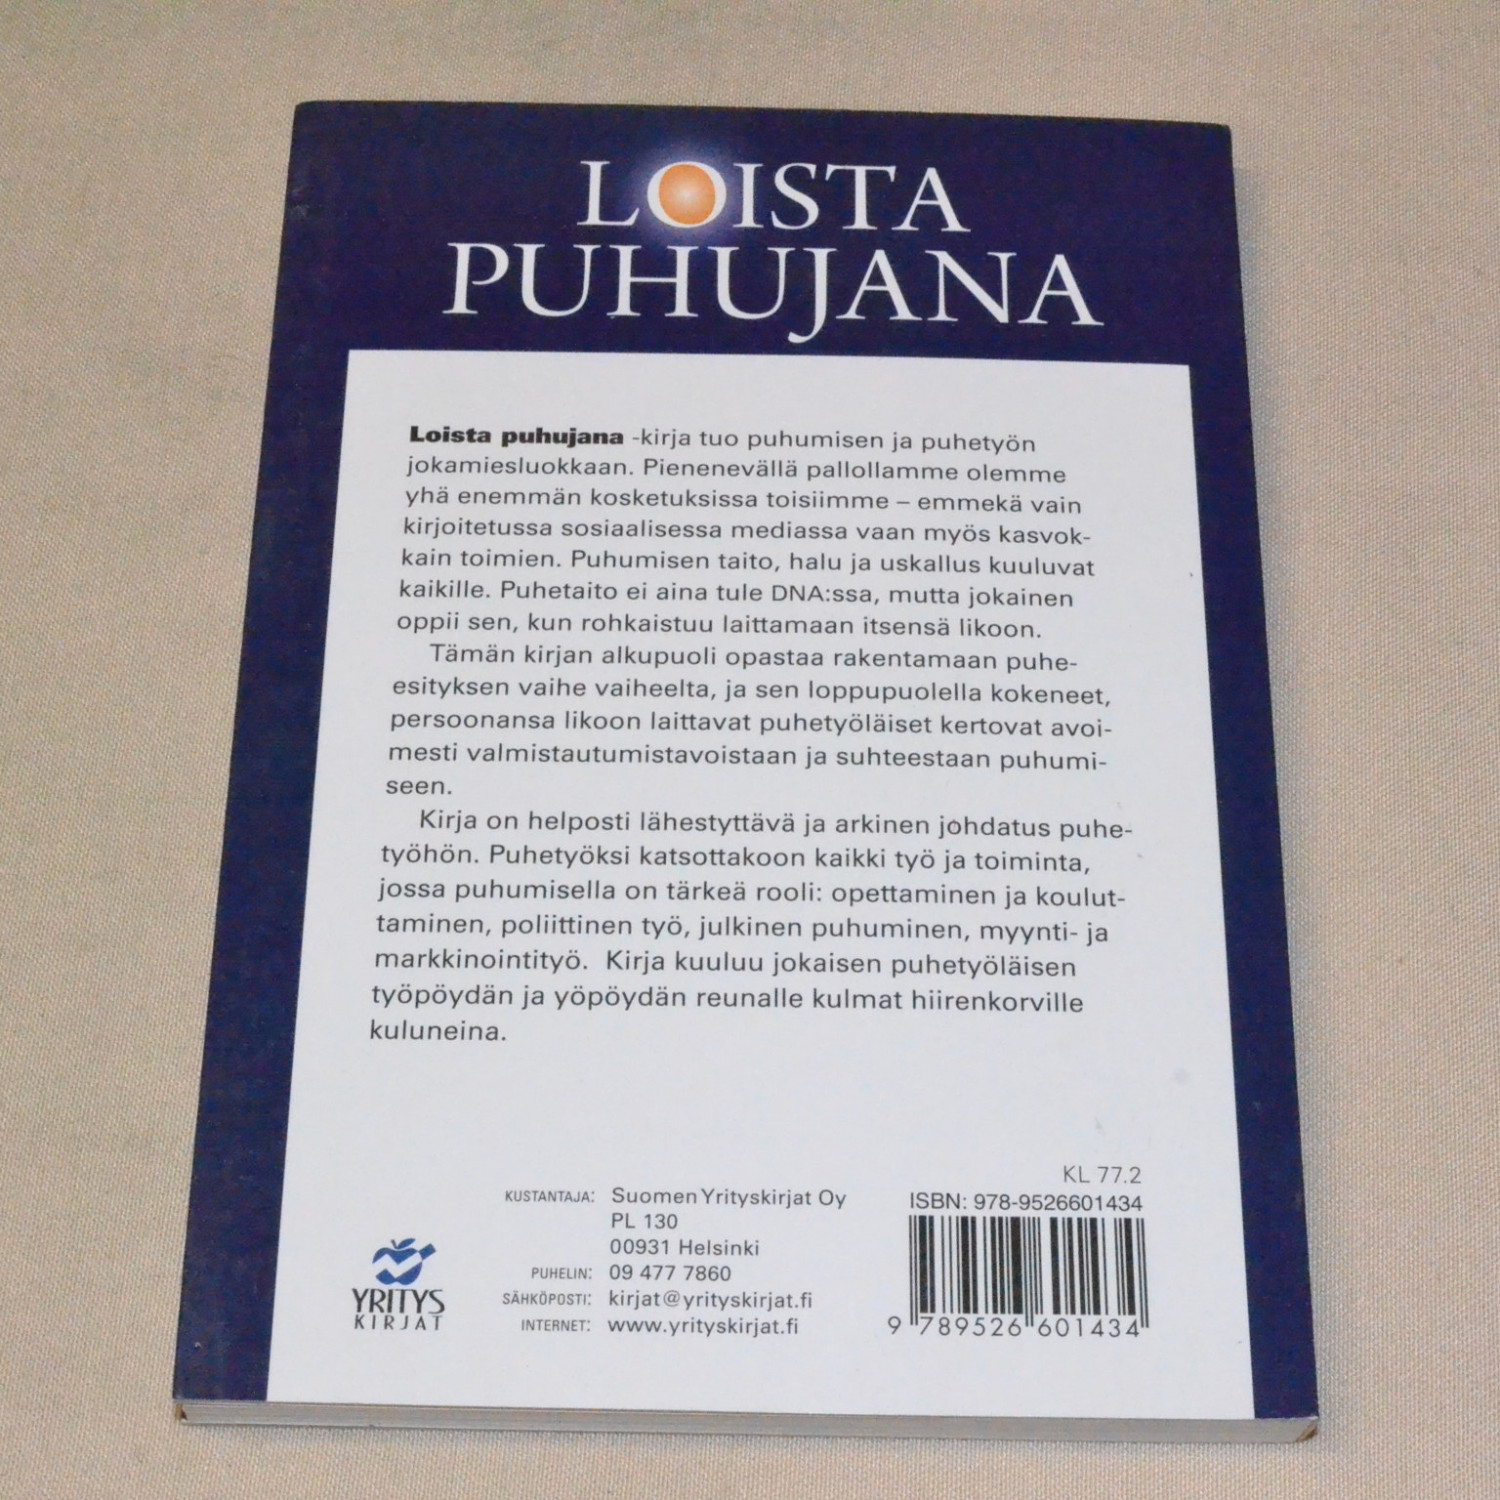 LOISTA
PUHUJANA
Loista puhujana -kirja tuo puhumisen ja puhetyön
jokamiesluokkaan. Pienenevällä pallollamme olemme
yhä enemmän kosketuksissa toisiimme – emmekä vain
kirjoitetussa sosiaalisessa mediassa vaan myös kasvok-
kain toimien. Puhumisen taito, halu ja uskallus kuuluvat
kaikille. Puhetaito ei aina tule DNA:ssa, mutta jokainen
oppii sen, kun rohkaistuu laittamaan itsensä likoon.
Tämän kirjan alkupuoli opastaa rakentamaan puhe-
esityksen vaihe vaiheelta, ja sen loppupuolella kokeneet,
persoonansa likoon laittavat puhetyöläiset kertovat avoi-
mesti valmistautumistavoistaan ja suhteestaan puhumi-
seen.
Kirja on helposti lähestyttävä ja arkinen johdatus puhe-
työhön. Puhetyöksi katsottakoon kaikki työ ja toiminta,
jossa puhumisella on tärkeä rooli: opettaminen ja koulut-
taminen, poliittinen työ, julkinen puhuminen, myynti- ja
markkinointityö. Kirja kuuluu jokaisen puhetyöläisen
työpöydän ja yöpöydän reunalle kulmat hiirenkorville
kuluneina.
KL 77.2
ISBN: 978-9526601434
9 789526 601434
KUSTANTAJA: Suomen Yrityskirjat Oy
PL 130
00931 Helsinki
PUHELIN: 09 477 7860
SÄHKÖPOSTI: kirjat@yrityskirjat.fi
INTERNET: www.yrityskirjat.fi
YRITYS
KIRJAT